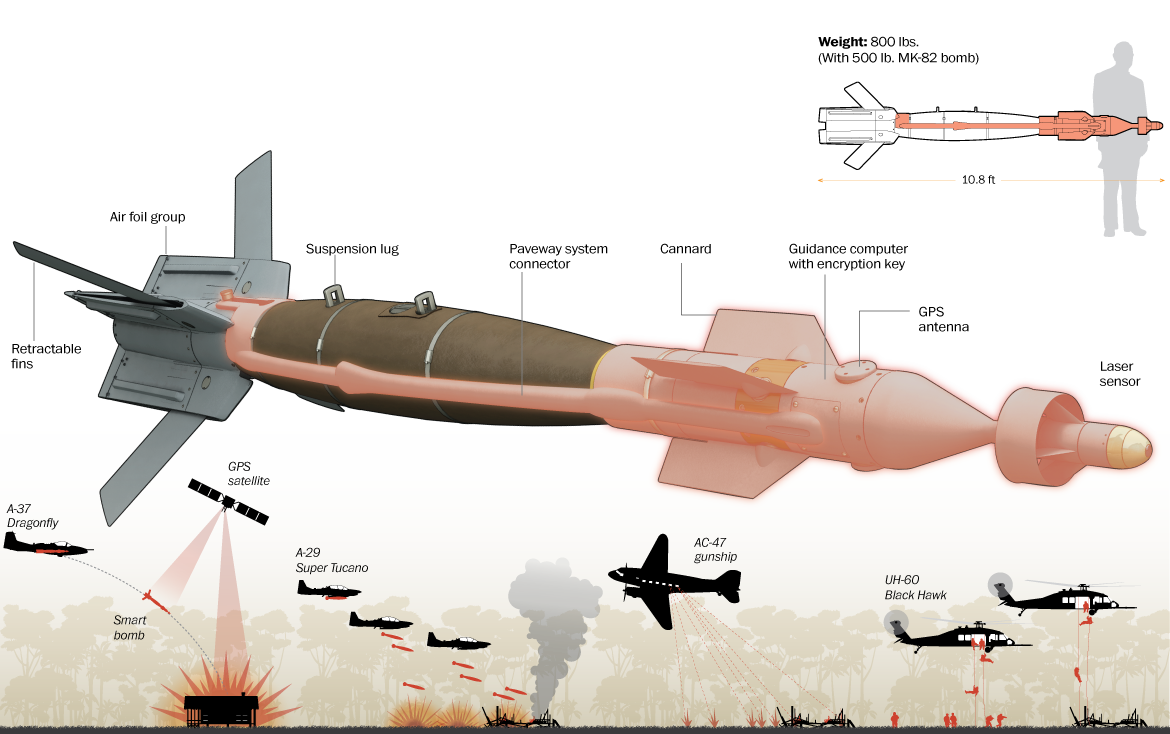 Weight: 800 lbs.
(With 500 lb. MK-82 bomb)
10.8 ft
Air foil group
Suspension lug
Paveway system
connector
Cannard
Guidance computer
with encryption key
GPS
antenna
Retractable
fins
Laser
sensor
GPS
satellite
A-37
Dragonfly
Smart
bomb
A-29
Super Tucano
AC-47
gunship
UH-60
Black Hawk